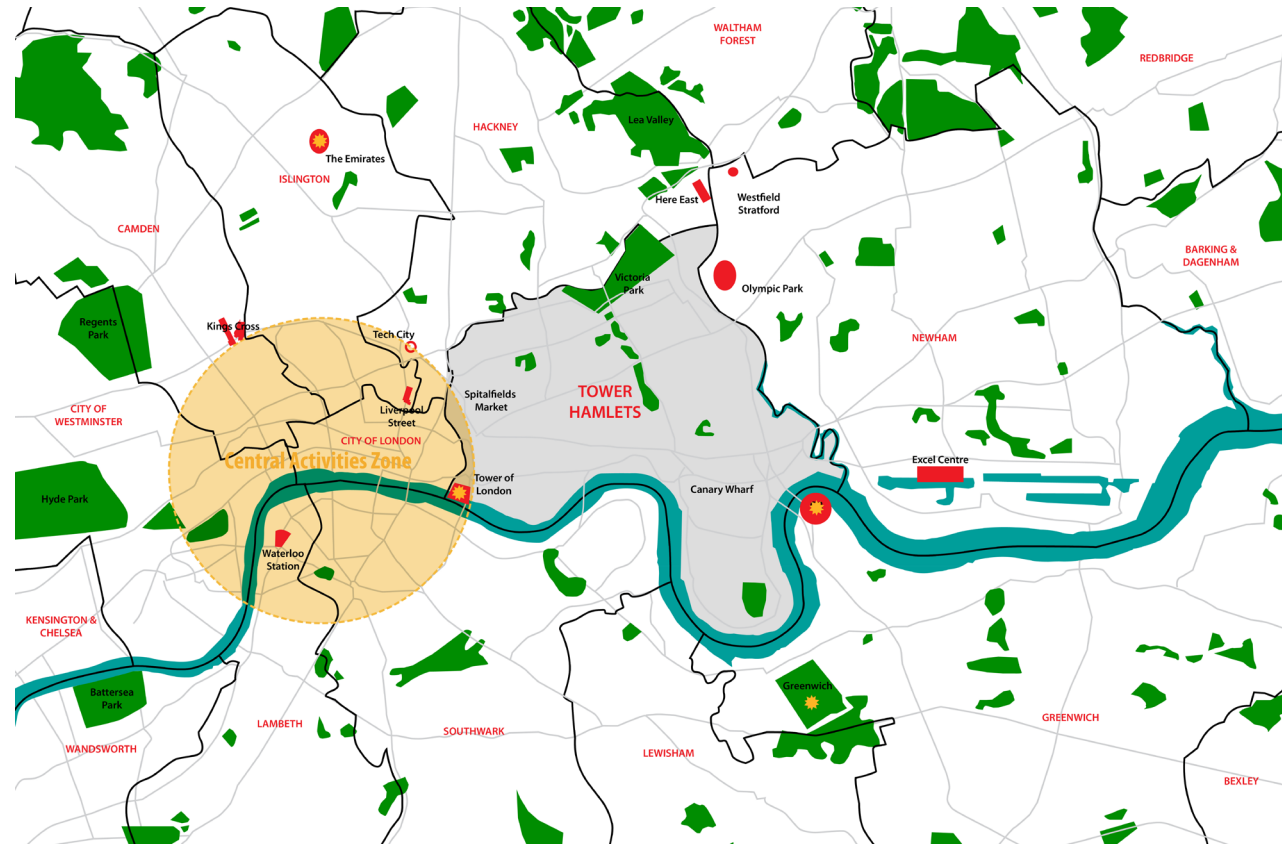 WALTHAM
FOREST
REDBRIDGE
Lea Valley
HACKNEY
The Emirates
ISLINGTON
Here East
Westfield
Stratford
CAMDEN
BARKING &
DAGENHAM
Victoria
Park
Olympic Park
Regents
Park
Kings Cross
Tech City
NEWHAM
TOWER
HAMLETS
Spitalfields
Market
CITY OF
WESTMINSTER
Liverpool
Street
CITY OF LONDON
Central Activities Zone
Excel Centre
Tower of
London
Canary Wharf
Hyde Park
Waterloo
Station
KENSINGTON &
CHELSEA
Greenwich
Battersea
Park
LAMBETH
SOUTHWARK
GREENWICH
WANDSWORTH
LEWISHAM
BEXLEY